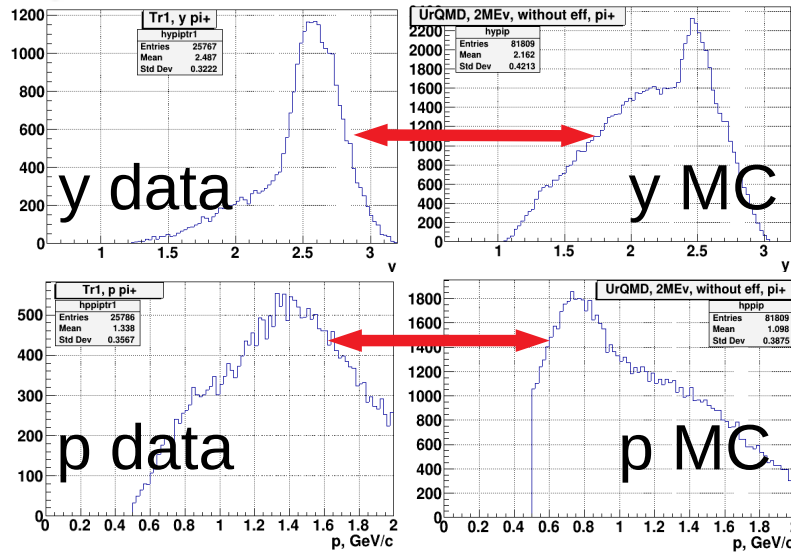 Tr1, y pi+
hypiptr1
Entries 25767
Mean 2.487
Std Dev 0.3222
1200
1000
800
600
400
200
0
1 1.5 2 2.5 3
y
y data
UrQMD, 2MEv, without eff, pi+
hypip
Entries 81809
Mean 2.162
Std Dev 0.4213
2200
2000
1800
1600
1400
1200
1000
800
600
400
200
0
1 1.5 2 2.5 3
y
y MC
Tr1, p pi+
hppiptr1
Entries 25786
Mean 1.338
Std Dev 0.3567
500
400
300
200
100
0
0 0.2 0.4 0.6 0.8 1 1.2 1.4 1.6 1.8 2
p, GeV/c
p data
UrQMD, 2MEv, without eff, pi+
hppip
Entries 81809
Mean 1.098
Std Dev 0.3875
1800
1600
1400
1200
1000
800
600
400
200
0
0 0.2 0.4 0.6 0.8 1 1.2 1.4 1.6 1.8
p, GeV/c
p MC